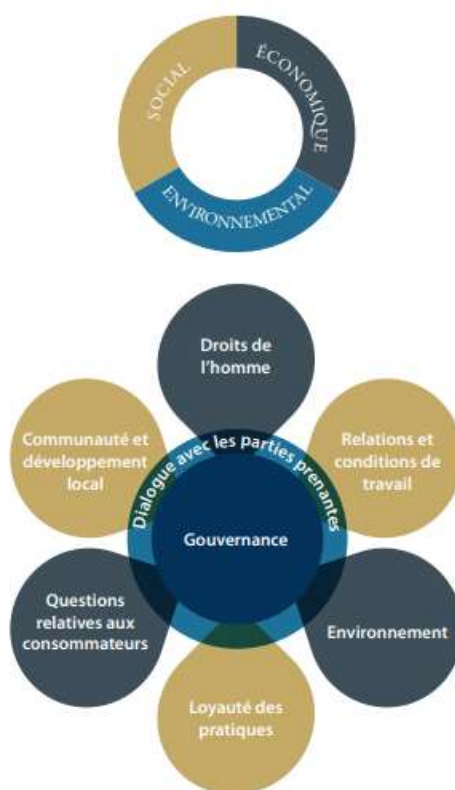 SOCIAL
ÉCONOMIQUE
ENVIRONNEMENTAL
Droits de
l'homme
Communauté et
développement
local
Relations et
conditions de
travail
Dialogue avec les parties prenantes
Gouvernance
Questions
relatives aux
consommateurs
Environnement
Loyauté des
pratiques